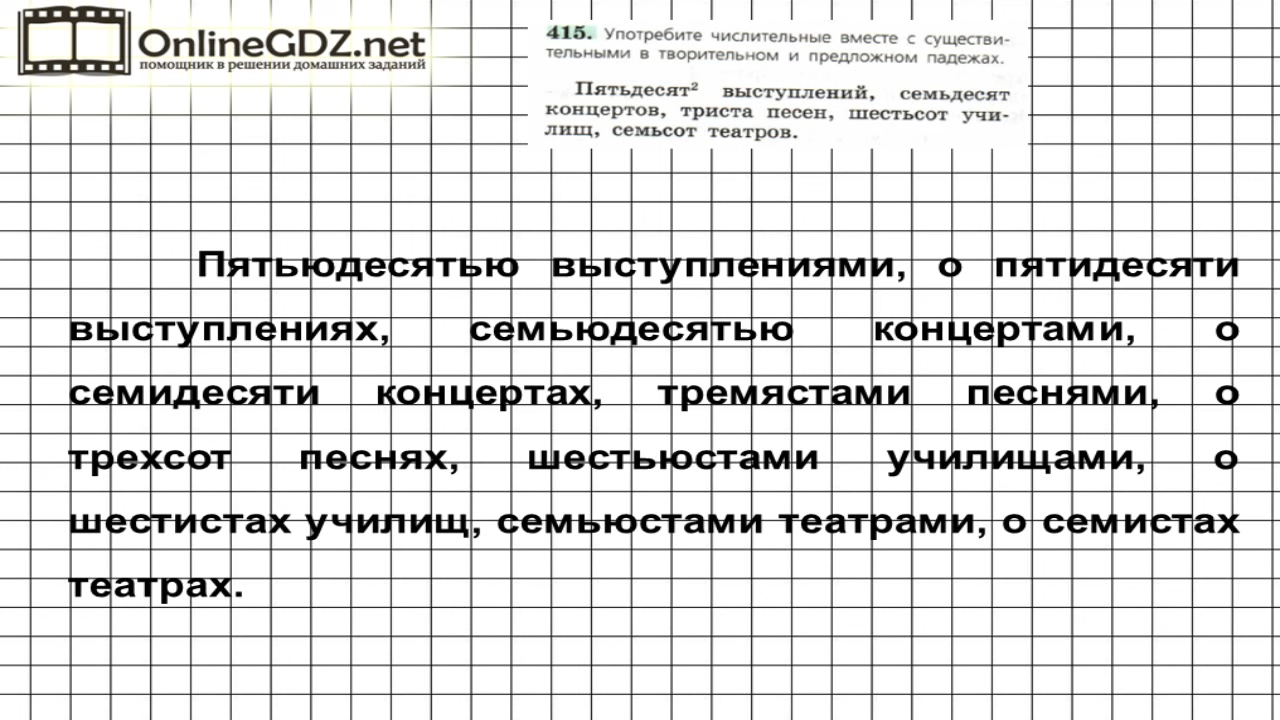 OnlineGDZ.net
помощник в решении домашних заданий
415. Употребите числительные вместе с существи-
тельными в творительном и предложном падежах.
Пятьдесят² выступлений, семьдесят
концертов, триста песен, шестьсот учи-
лищ, семьсот театров.
Пятьюдесятью выступлениями, о пятидесяти
выступлениях, семьюдесятью концертами, о
семидесяти концертах, тремястами песнями, о
трехсот песнях, шестьюстами училищами, о
шестистах училищ, семьюстами театрами, о семистах
театрах.